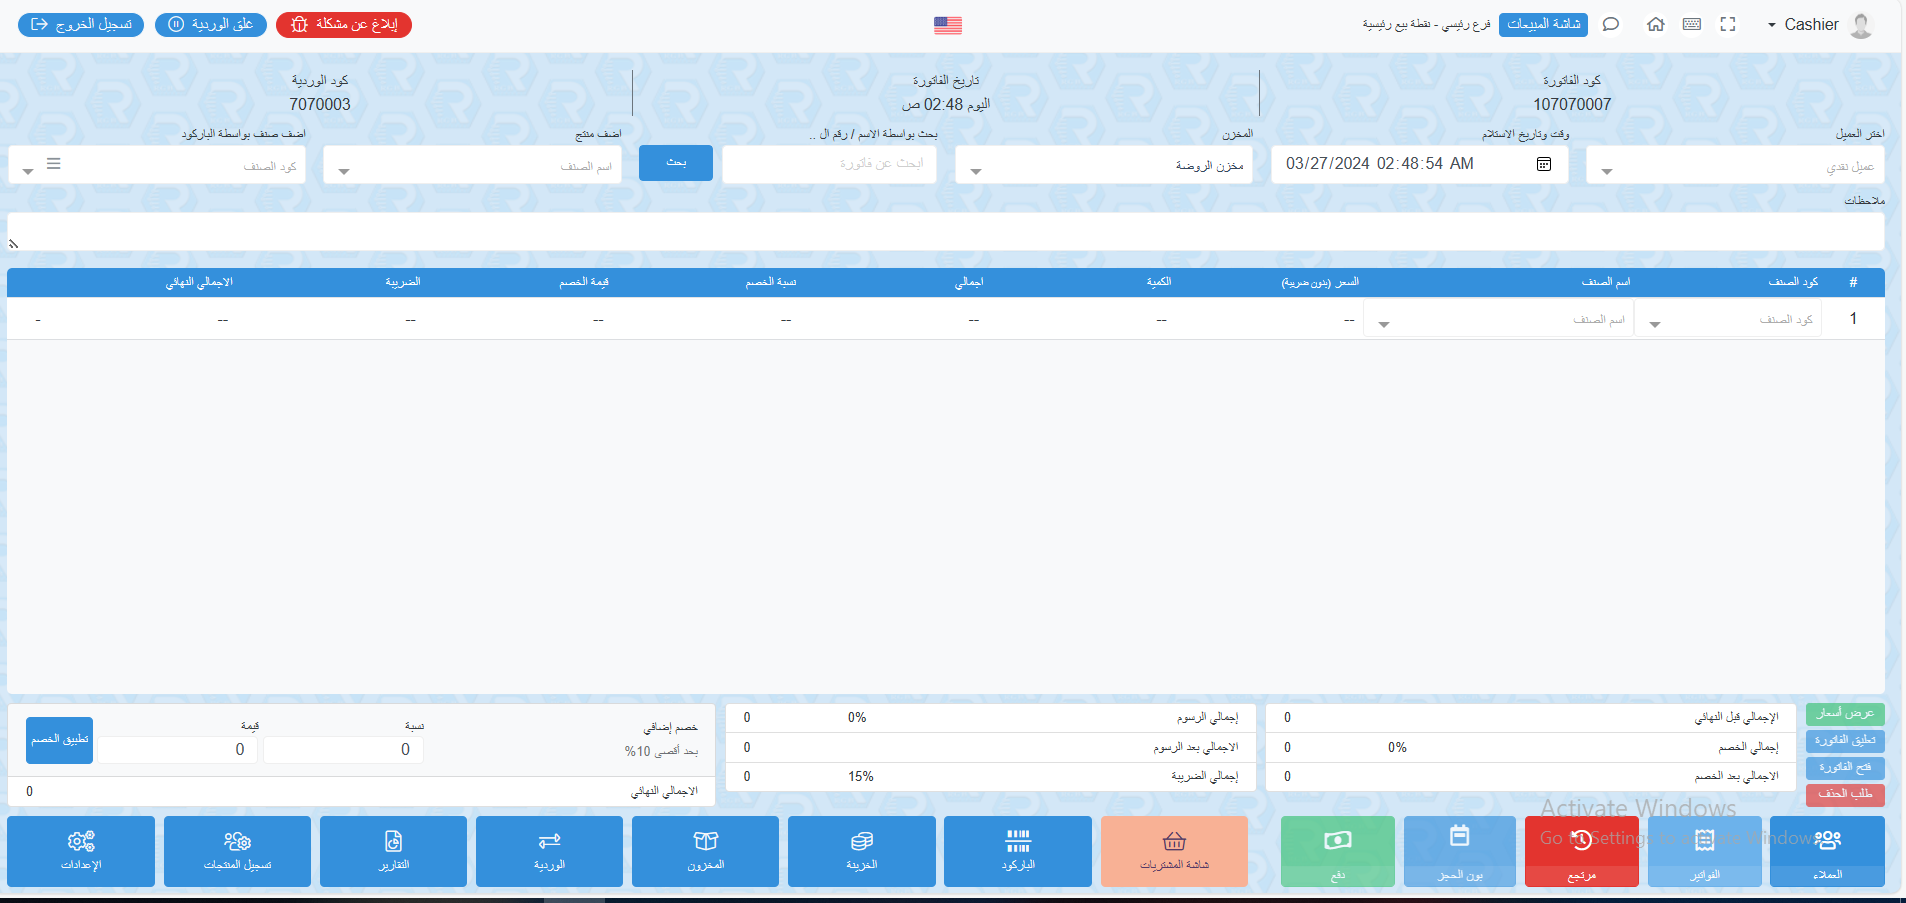 Cashier
شاشة المبيعات
فرع رئيسي - نقطة بيع رئيسية
إبلاغ عن مشكلة
غلق الوردية
تسجيل الخروج
كود الفاتورة
107070007
تاريخ الفاتورة
اليوم 02:48 ص
كود الوردية
7070003
اختر العميل
وقت وتاريخ الاستلام
المخزن
بحث بواسطة الاسم / رقم ال ..
اضف منتج
اضف صنف بواسطة الباركود
عميل نقدي
03/27/2024 02:48:54 AM
مخزن الروضة
ابحث عن فاتورة
بحث
اسم الصنف
كود الصنف
ملاحظات
# كود الصنف اسم الصنف السعر (بدون ضريبة) الكمية اجمالي نسبة الخصم قيمة الخصم الضريبة الاجمالي النهائي
1 كود الصنف اسم الصنف -- -- -- -- -- -- -- -
عرض أسعار
تعليق الفاتورة
فتح الفاتورة
طلب الحذف
الإجمالي قبل النهائي 0
إجمالي الخصم 0% 0
الاجمالي بعد الخصم 0
إجمالي الرسوم 0% 0
الاجمالي بعد الرسوم 0
إجمالي الضريبة 15% 0
خصم إضافي
بحد أقصى 10%
نسبة
0
قيمة
0
تطبيق الخصم
الاجمالي النهائي 0
Activate Windows
Go to Settings to activate Windows
العملاء
الفواتير
مرتجع
بون الحجز
دفع
شاشة المشتريات
الباركود
الخزينة
المخزون
الوردية
التقارير
تسجيل المنتجات
الإعدادات